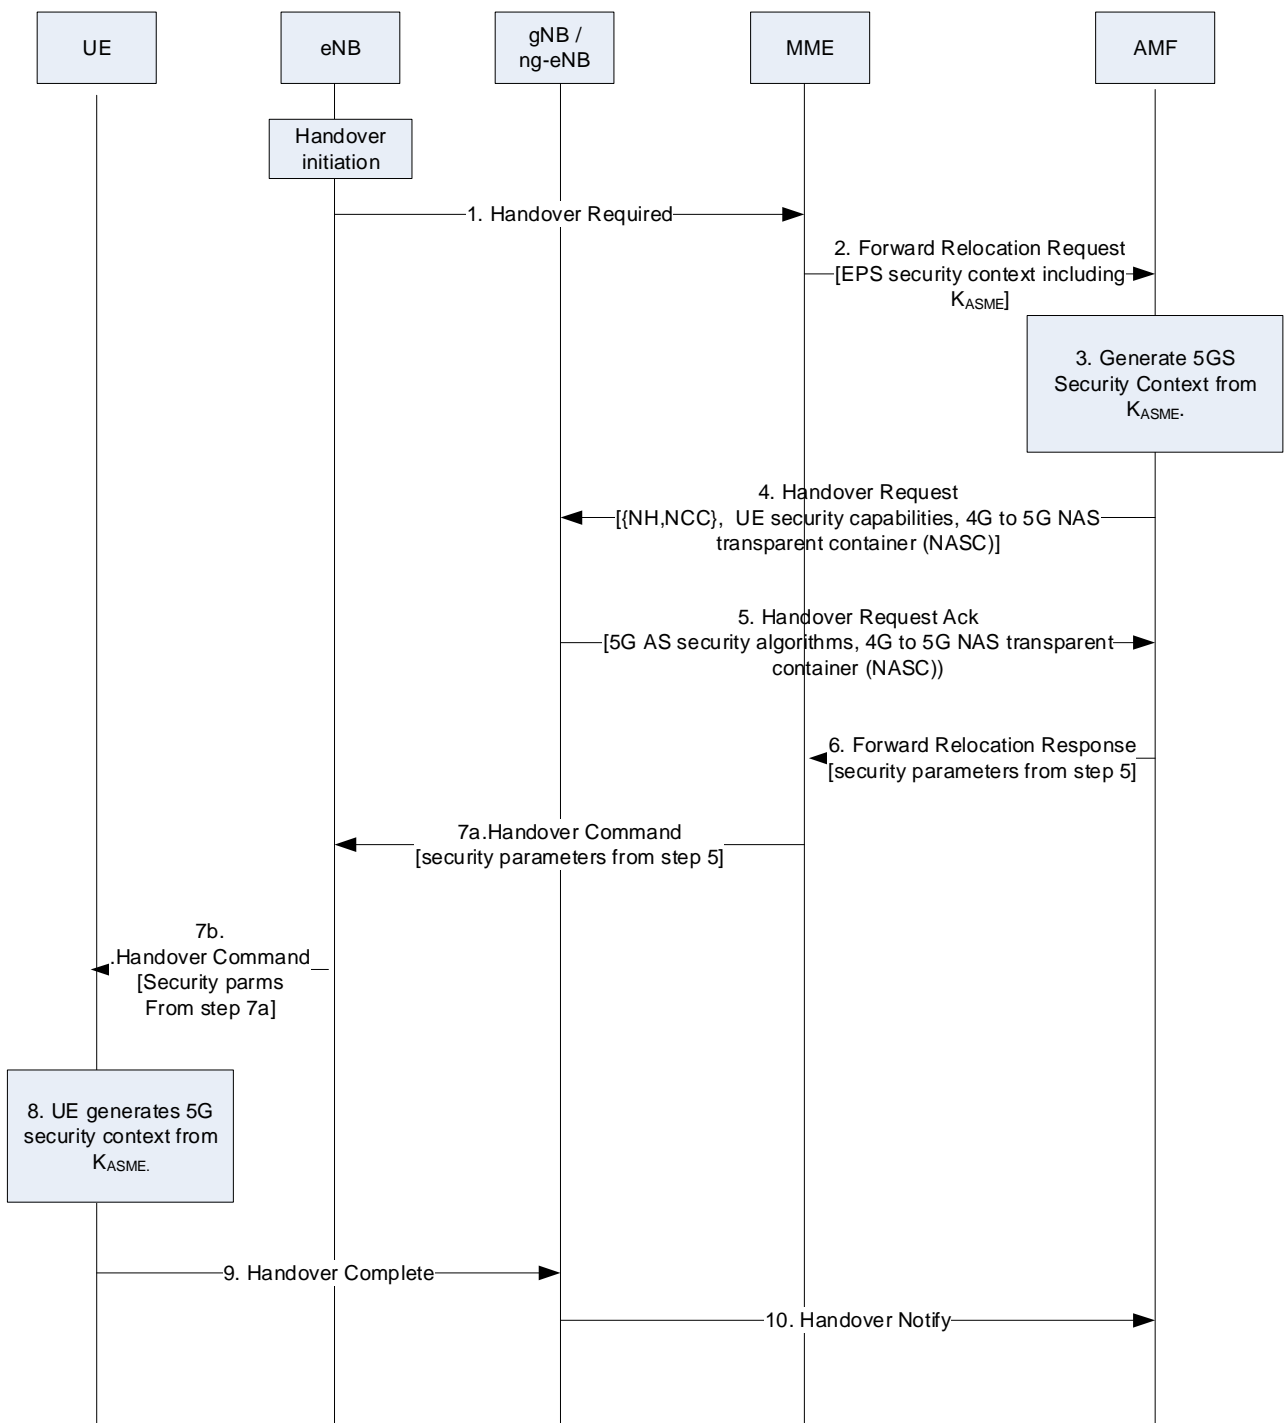 UE
eNB
gNB /
ng-eNB
MME
AMF
Handover
initiation
1. Handover Required
2. Forward Relocation Request
[EPS security context including
KASME]
3. Generate 5GS
Security Context from
KASME.
4. Handover Request
[{NH,NCC},  UE security capabilities, 4G to 5G NAS
transparent container (NASC)]
5. Handover Request Ack
[5G AS security algorithms, 4G to 5G NAS transparent
container (NASC))
6. Forward Relocation Response
[security parameters from step 5]
7a.Handover Command
[security parameters from step 5]
7b.
.Handover Command
[Security parms
From step 7a]
8. UE generates 5G
security context from
KASME.
9. Handover Complete
10. Handover Notify